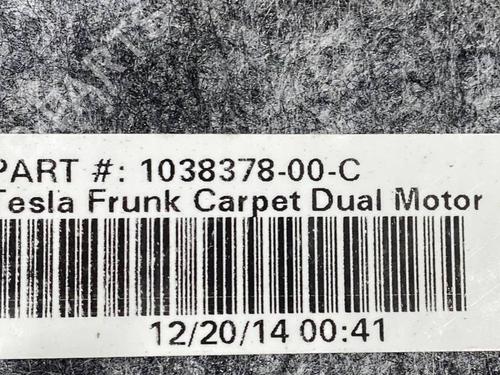 PART #: 1038378-00-C
Tesla Frunk Carpet Dual Motor
12/20/14 00:41